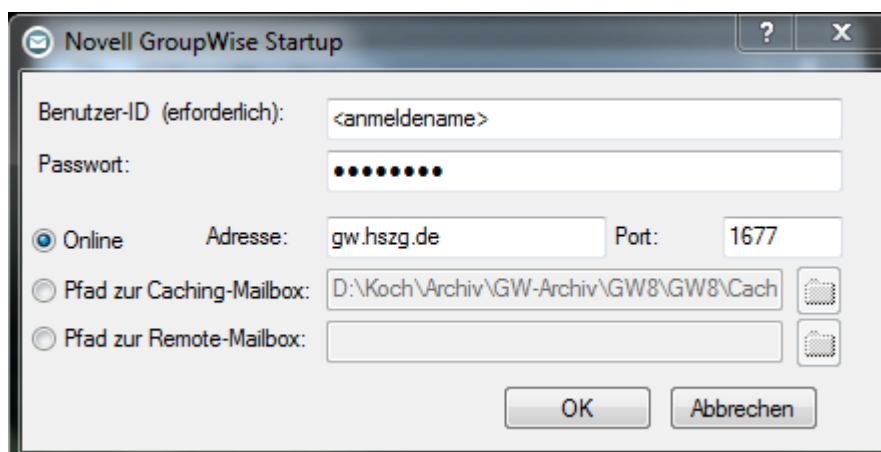 Novell GroupWise Startup
Benutzer-ID (erforderlich): <anmeldename>
Passwort: ••••••••
Online Adresse: gw.hszg.de Port: 1677
Pfad zur Caching-Mailbox: D:\Koch\Archiv\GW-Archiv\GW8\GW8\Cach
Pfad zur Remote-Mailbox:
OK Abbrechen